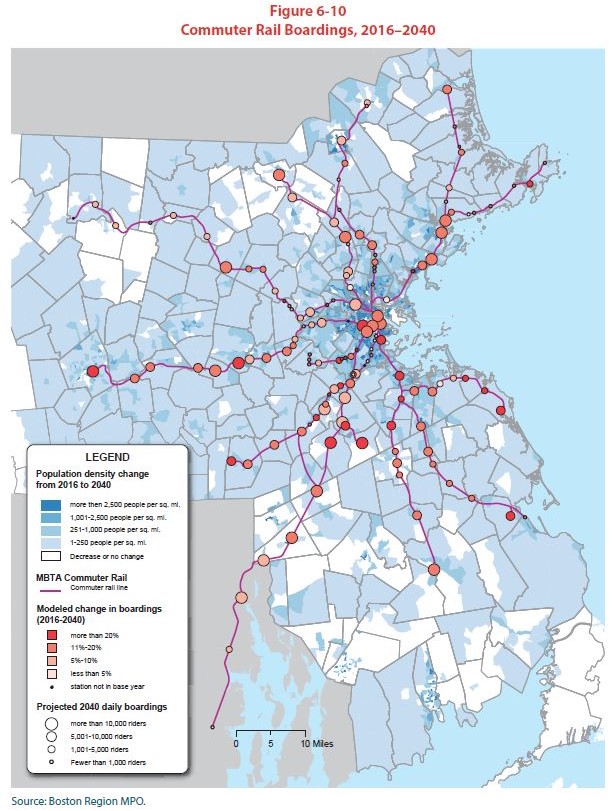 Figure 6-10
Commuter Rail Boardings, 2016–2040
LEGEND
Population density change
from 2016 to 2040
more then 2,500 people per sq. mi.
1,001-2,500 people per sq. mi.
251-1,000 people per sq. mi.
1-250 people per sq. mi.
Decrease or no change
MBTA Commuter Rail
Commuter rail line
Modeled change in boardings
(2016-2040)
more than 20%
11%-20%
5%-10%
less than 5%
station not in base year
Projected 2040 daily boardings
more than 10,000 riders
5,001-10,000 riders
1,001-5,000 riders
Fewer than 1,000 riders
0 5 10 Miles
Source: Boston Region MPO.